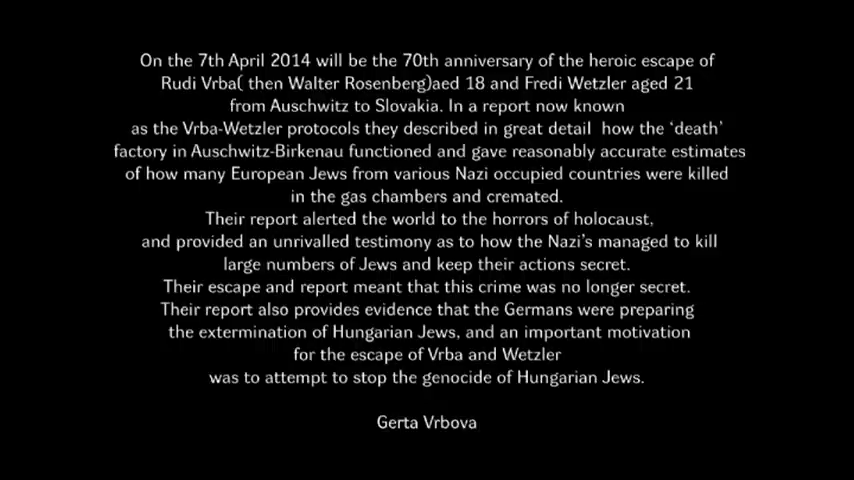 On the 7th April 2014 will be the 70th anniversary of the heroic escape of
Rudi Vrba( then Walter Rosenberg)aed 18 and Fredi Wetzler aged 21
from Auschwitz to Slovakia. In a report now known
as the Vrba-Wetzler protocols they described in great detail  how the ‘death’
factory in Auschwitz-Birkenau functioned and gave reasonably accurate estimates
of how many European Jews from various Nazi occupied countries were killed
in the gas chambers and cremated.
Their report alerted the world to the horrors of holocaust,
and provided an unrivalled testimony as to how the Nazi’s managed to kill
large numbers of Jews and keep their actions secret.
Their escape and report meant that this crime was no longer secret.
Their report also provides evidence that the Germans were preparing
the extermination of Hungarian Jews, and an important motivation
for the escape of Vrba and Wetzler
was to attempt to stop the genocide of Hungarian Jews.
Gerta Vrbova